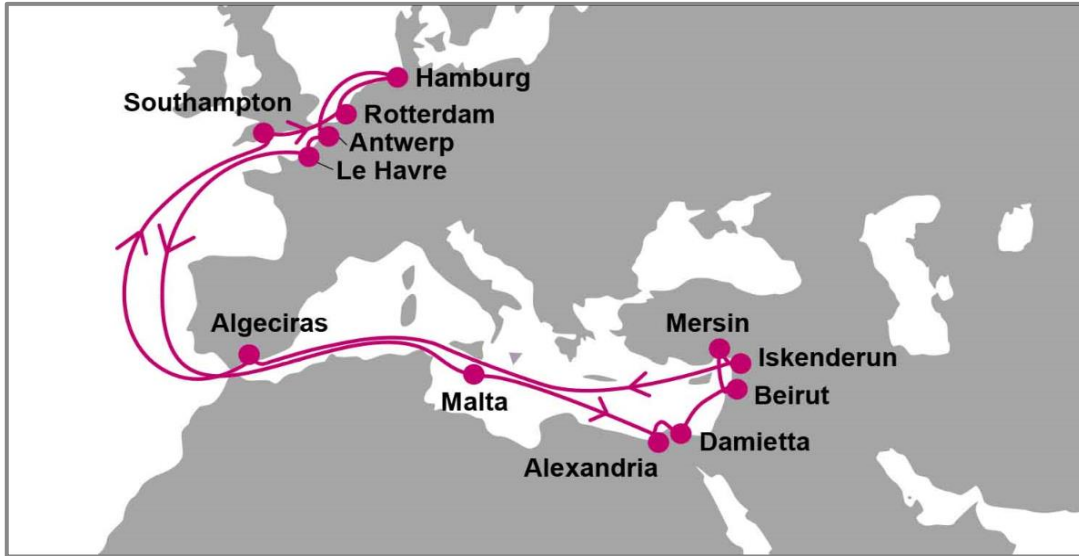 Hamburg
Southampton
Rotterdam
Antwerp
Le Havre
Algeciras
Mersin
Iskenderun
Malta
Beirut
Damietta
Alexandria